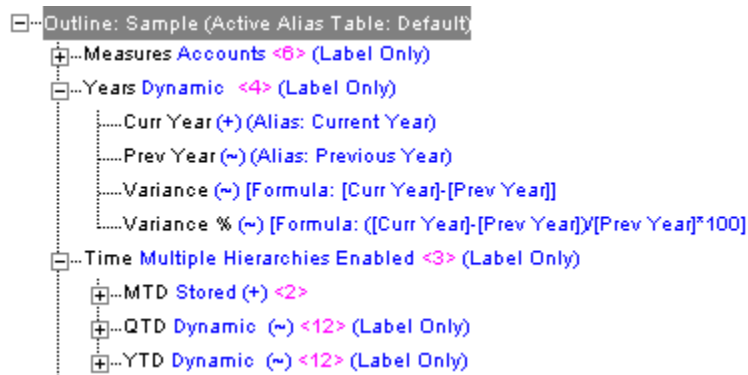 Outline: Sample (Active Alias Table: Default)
Measures Accounts <6> (Label Only)
Years Dynamic <4> (Label Only)
Curr Year (+) (Alias: Current Year)
Prev Year (~) (Alias: Previous Year)
Variance (~) [Formula: [Curr Year]-[Prev Year]]
Variance % (~) [Formula: ([Curr Year]-[Prev Year])/[Prev Year]*100]
Time Multiple Hierarchies Enabled <3> (Label Only)
MTD Stored (+) <2>
QTD Dynamic (~) <12> (Label Only)
YTD Dynamic (~) <12> (Label Only)